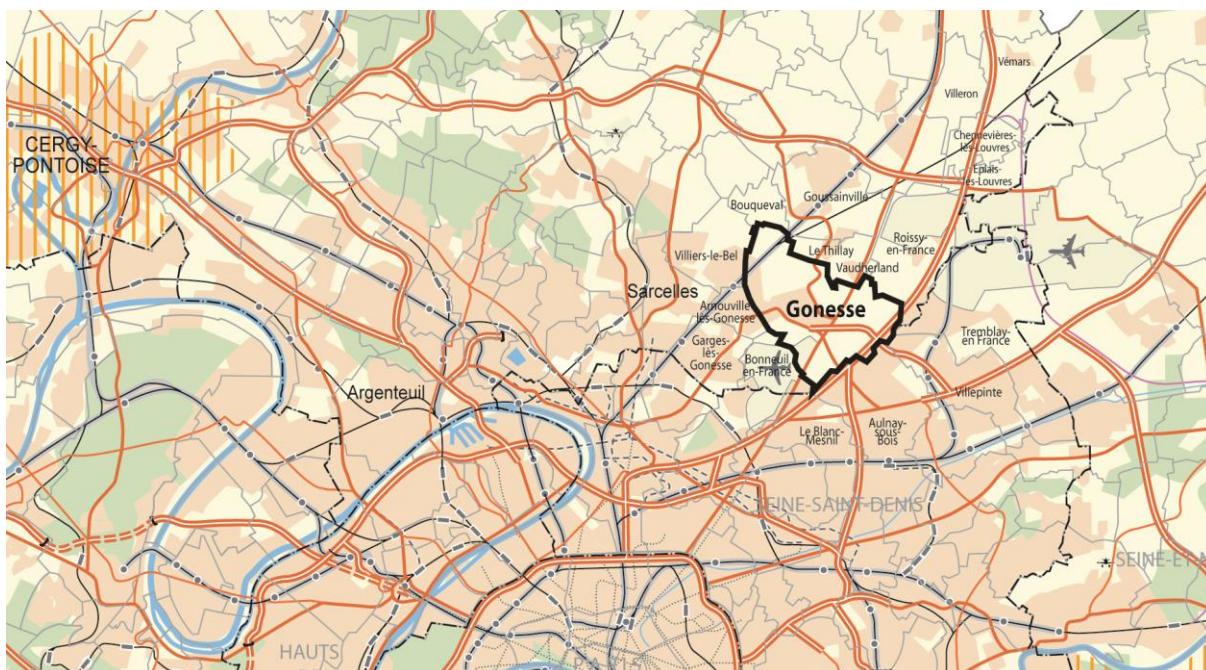 Vémars
Villeron
CERGY-
PONTOISE
Chennevières-
lès-Louvres
Epiais-
lès-Louvres
Goussainville
Bouqueval
Roissy-
en-France
Le Thillay
Villiers-le-Bel
Vaudherland
Sarcelles
Arnouville
lès-Gonesse
Gonesse
Garges-
lès-
Gonesse
Bonneuil
en-France
Tremblay-
en France
Argenteuil
Villepinte
Le Blanc-
Mesnil
Aulnay-
sous-
Bois
SEINE-SAINT-DENIS
SEINE-ET-M
HAUTS
PARIS